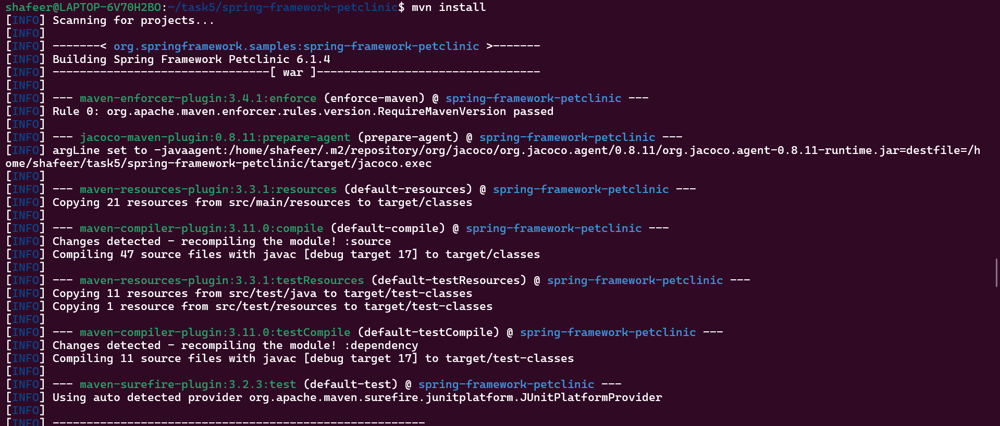 shafeer@LAPTOP-6V70H2BO:~/task5/spring-framework-petclinic$ mvn install
[INFO] Scanning for projects...
[INFO]
[INFO] -------< org.springframework.samples:spring-framework-petclinic >-------
[INFO] Building Spring Framework Petclinic 6.1.4
[INFO] --------------------------------[ war ]---------------------------------
[INFO]
[INFO] --- maven-enforcer-plugin:3.4.1:enforce (enforce-maven) @ spring-framework-petclinic ---
[INFO] Rule 0: org.apache.maven.enforcer.rules.version.RequireMavenVersion passed
[INFO]
[INFO] --- jacoco-maven-plugin:0.8.11:prepare-agent (prepare-agent) @ spring-framework-petclinic ---
[INFO] argLine set to -javaagent:/home/shafeer/.m2/repository/org/jacoco/org.jacoco.agent/0.8.11/org.jacoco.agent-0.8.11-runtime.jar=destfile=/h
ome/shafeer/task5/spring-framework-petclinic/target/jacoco.exec
[INFO]
[INFO] --- maven-resources-plugin:3.3.1:resources (default-resources) @ spring-framework-petclinic ---
[INFO] Copying 21 resources from src/main/resources to target/classes
[INFO]
[INFO] --- maven-compiler-plugin:3.11.0:compile (default-compile) @ spring-framework-petclinic ---
[INFO] Changes detected - recompiling the module! :source
[INFO] Compiling 47 source files with javac [debug target 17] to target/classes
[INFO]
[INFO] --- maven-resources-plugin:3.3.1:testResources (default-testResources) @ spring-framework-petclinic ---
[INFO] Copying 11 resources from src/test/java to target/test-classes
[INFO] Copying 1 resource from src/test/resources to target/test-classes
[INFO]
[INFO] --- maven-compiler-plugin:3.11.0:testCompile (default-testCompile) @ spring-framework-petclinic ---
[INFO] Changes detected - recompiling the module! :dependency
[INFO] Compiling 11 source files with javac [debug target 17] to target/test-classes
[INFO]
[INFO] --- maven-surefire-plugin:3.2.3:test (default-test) @ spring-framework-petclinic ---
[INFO] Using auto detected provider org.apache.maven.surefire.junitplatform.JUnitPlatformProvider
[INFO]
[INFO] -------------------------------------------------------